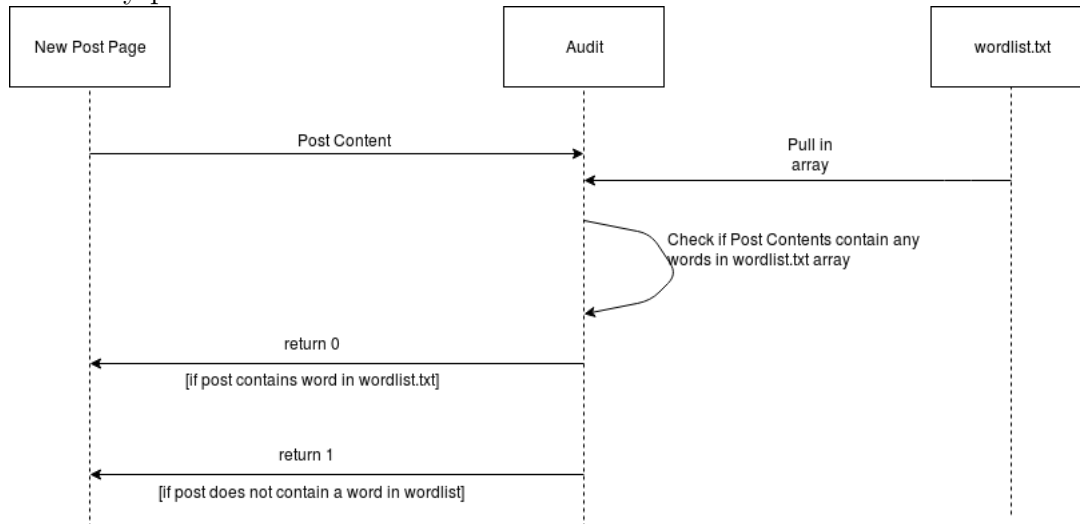 New Post Page
Audit
wordlist.txt
Post Content
Pull in
array
Check if Post Contents contain any
words in wordlist.txt array
return 0
[if post contains word in wordlist.txt]
return 1
[if post does not contain a word in wordlist]